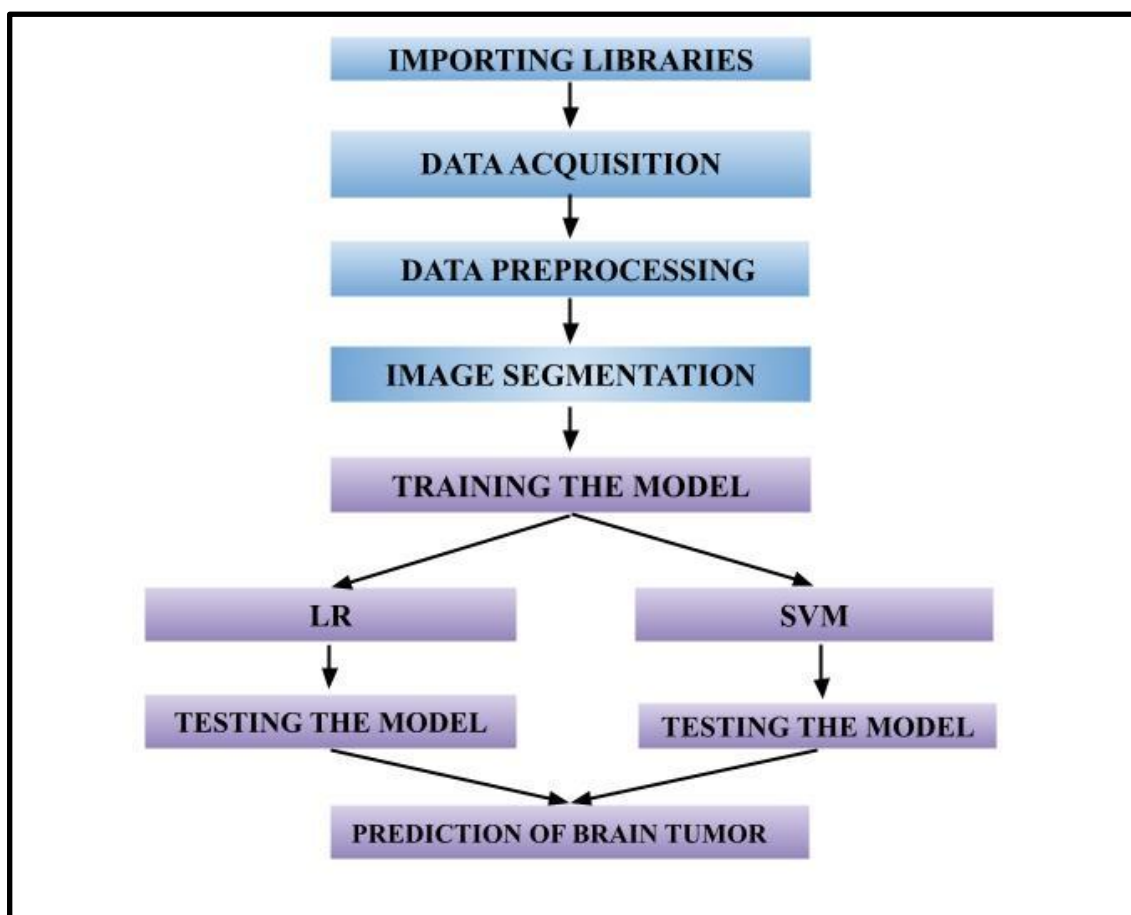 IMPORTING LIBRARIES
DATA ACQUISITION
DATA PREPROCESSING
IMAGE SEGMENTATION
TRAINING THE MODEL
LR
SVM
TESTING THE MODEL
TESTING THE MODEL
PREDICTION OF BRAIN TUMOR